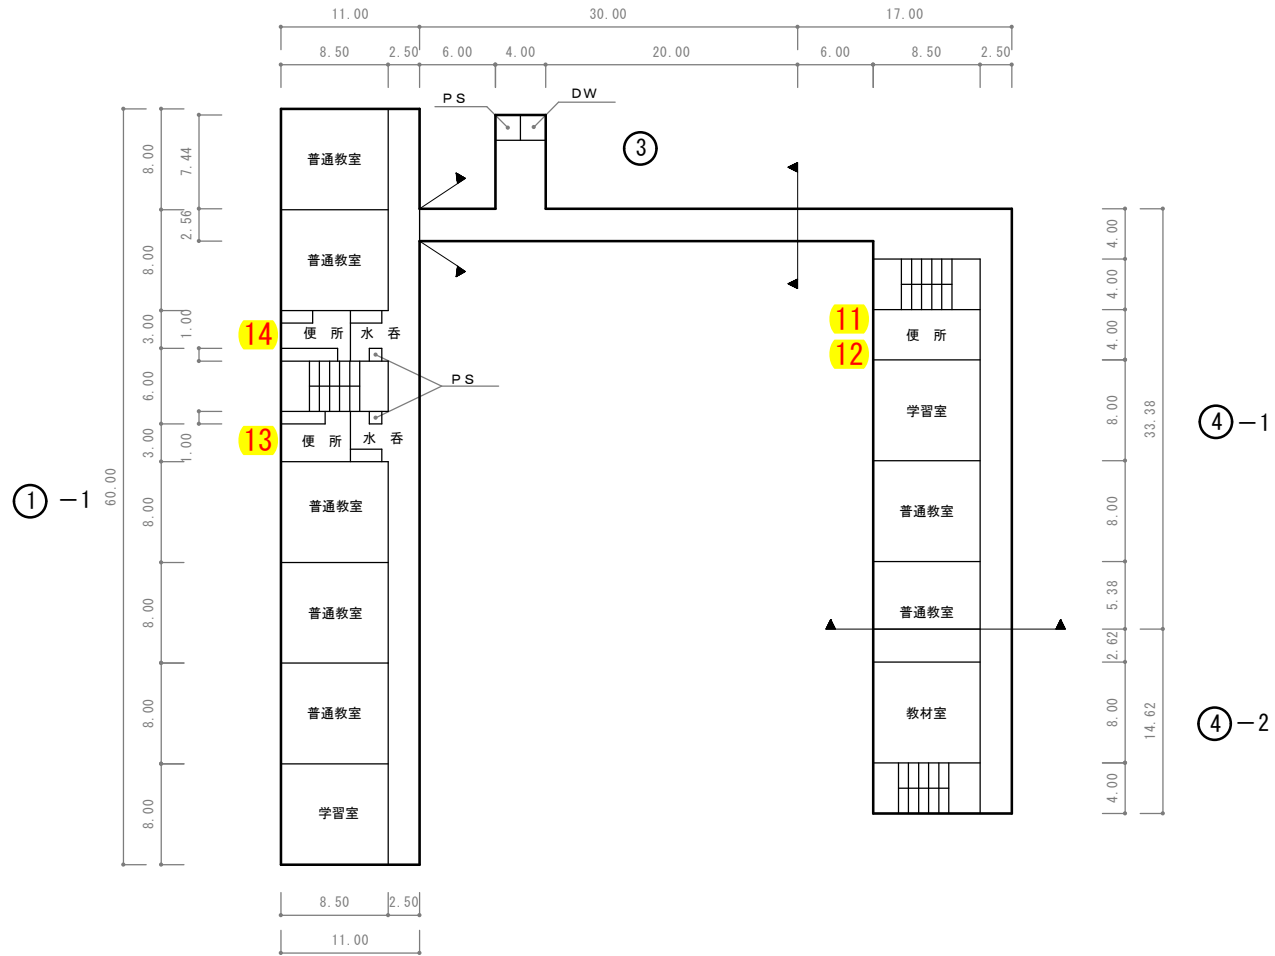 11.00 30.00 17.00
8.50 2.50 6.00 4.00 20.00 6.00 8.50 2.50
PS DW
③
8.00 7.44 普通教室
2.56 4.00
8.00 普通教室 4.00
3.00 1.00 14 便所 水呑 11 便所 4.00
12
6.00 PS
学習室 8.00 33.38 ④－1
3.00 1.00 13 便所 水呑
①－1 60.00 8.00 普通教室 普通教室 8.00
8.00 普通教室 普通教室 5.38
2.62
8.00 普通教室 教材室 8.00 14.62 ④－2
4.00
8.00 学習室
8.50 2.50
11.00